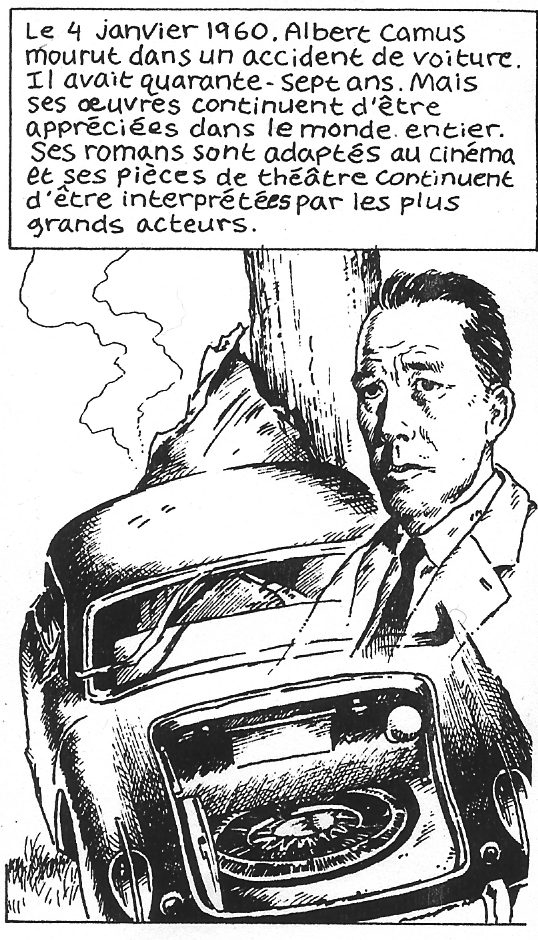 Le 4 janvier 1960, Albert Camus
mourut dans un accident de voiture.
Il avait quarante-sept ans. Mais
ses œuvres continuent d'être
appréciées dans le monde entier.
Ses romans sont adaptés au cinéma
et ses pièces de théâtre continuent
d'être interprétées par les plus
grands acteurs.